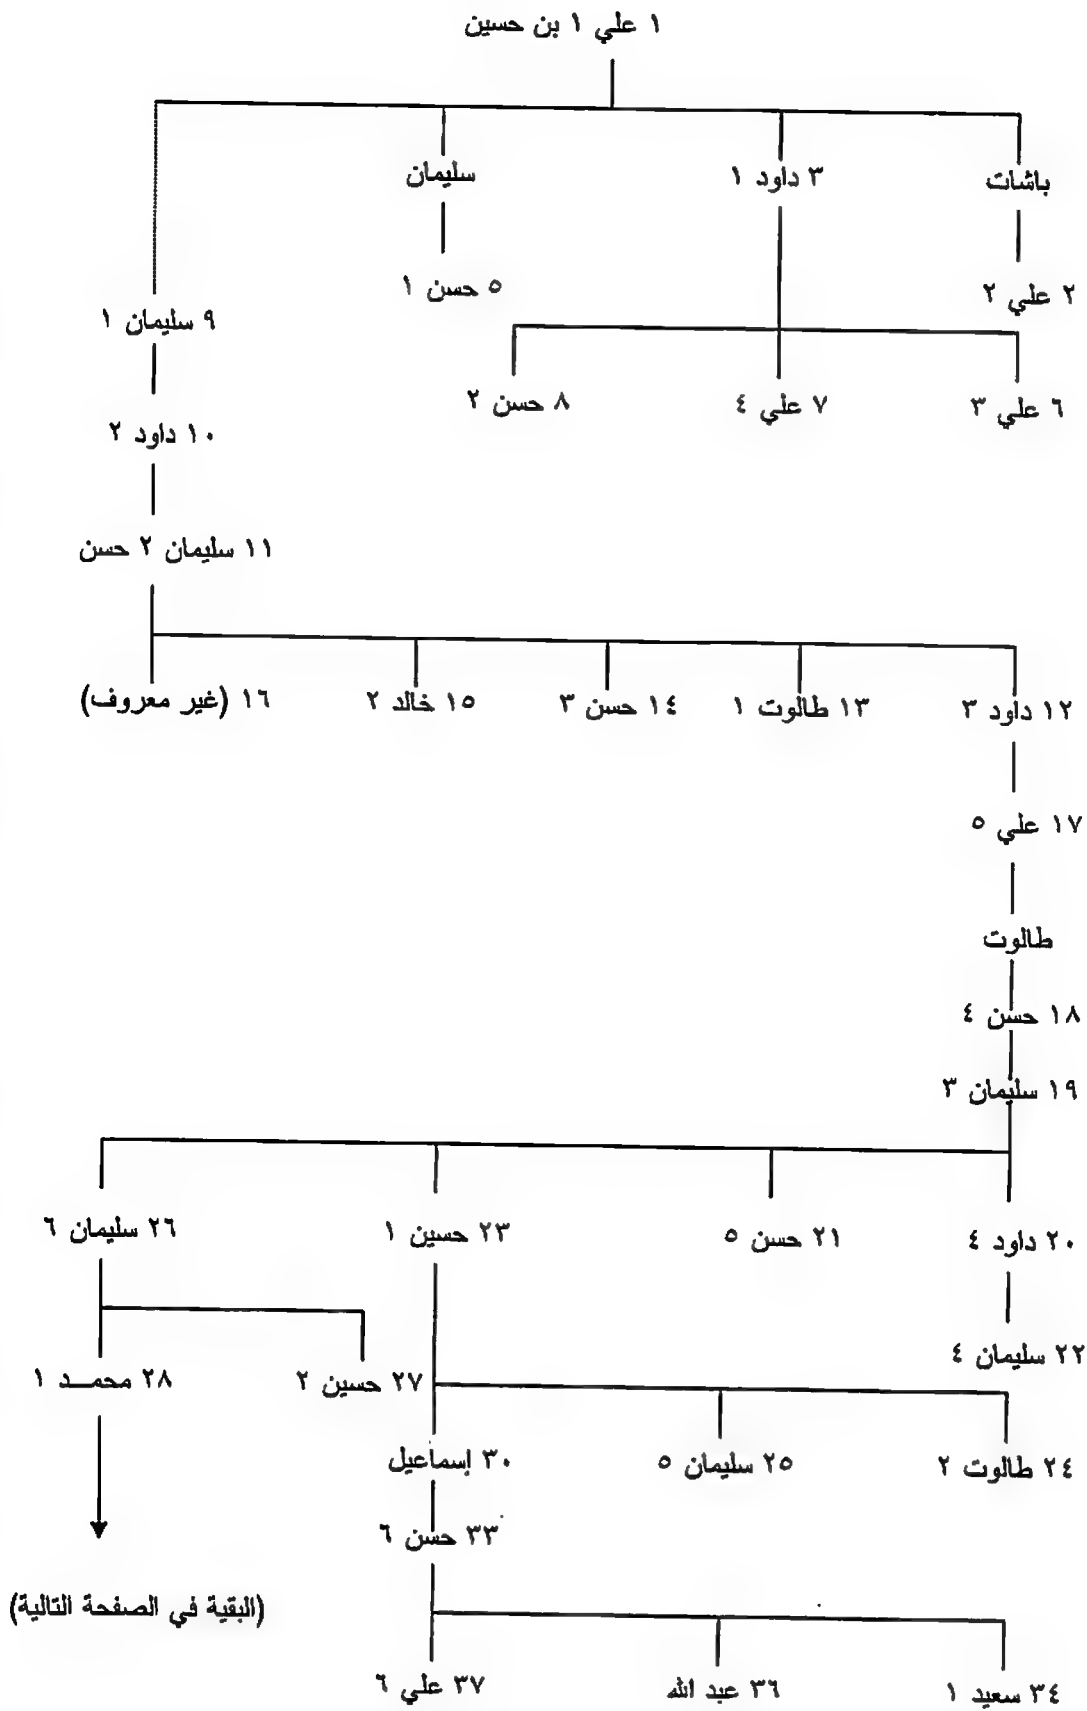 ١ علي ١ بن حسين
باشات
٣ داود ١
سليمان
٢ علي ٢
٥ حسن ١
٩ سليمان ١
٦ علي ٣
٧ علي ٤
٨ حسن ٢
١٠ داود ٢
١١ سليمان ٢ حسن
١٢ داود ٣
١٣ طالوت ١
١٤ حسن ٣
١٥ خالد ٢
١٦ (غير معروف)
١٧ علي ٥
طالوت
١٨ حسن ٤
١٩ سليمان ٣
٢٠ داود ٤
٢١ حسن ٥
٢٣ حسين ١
٢٦ سليمان ٦
٢٢ سليمان ٤
٢٧ حسين ٢
٢٨ محمــد ١
٢٤ طالوت ٢
٢٥ سليمان ٥
٣٠ إسماعيل
٣٣ حسن ٦
(البقية في الصفحة التالية)
٣٤ سعيد ١
٣٦ عبد الله
٣٧ علي ٦